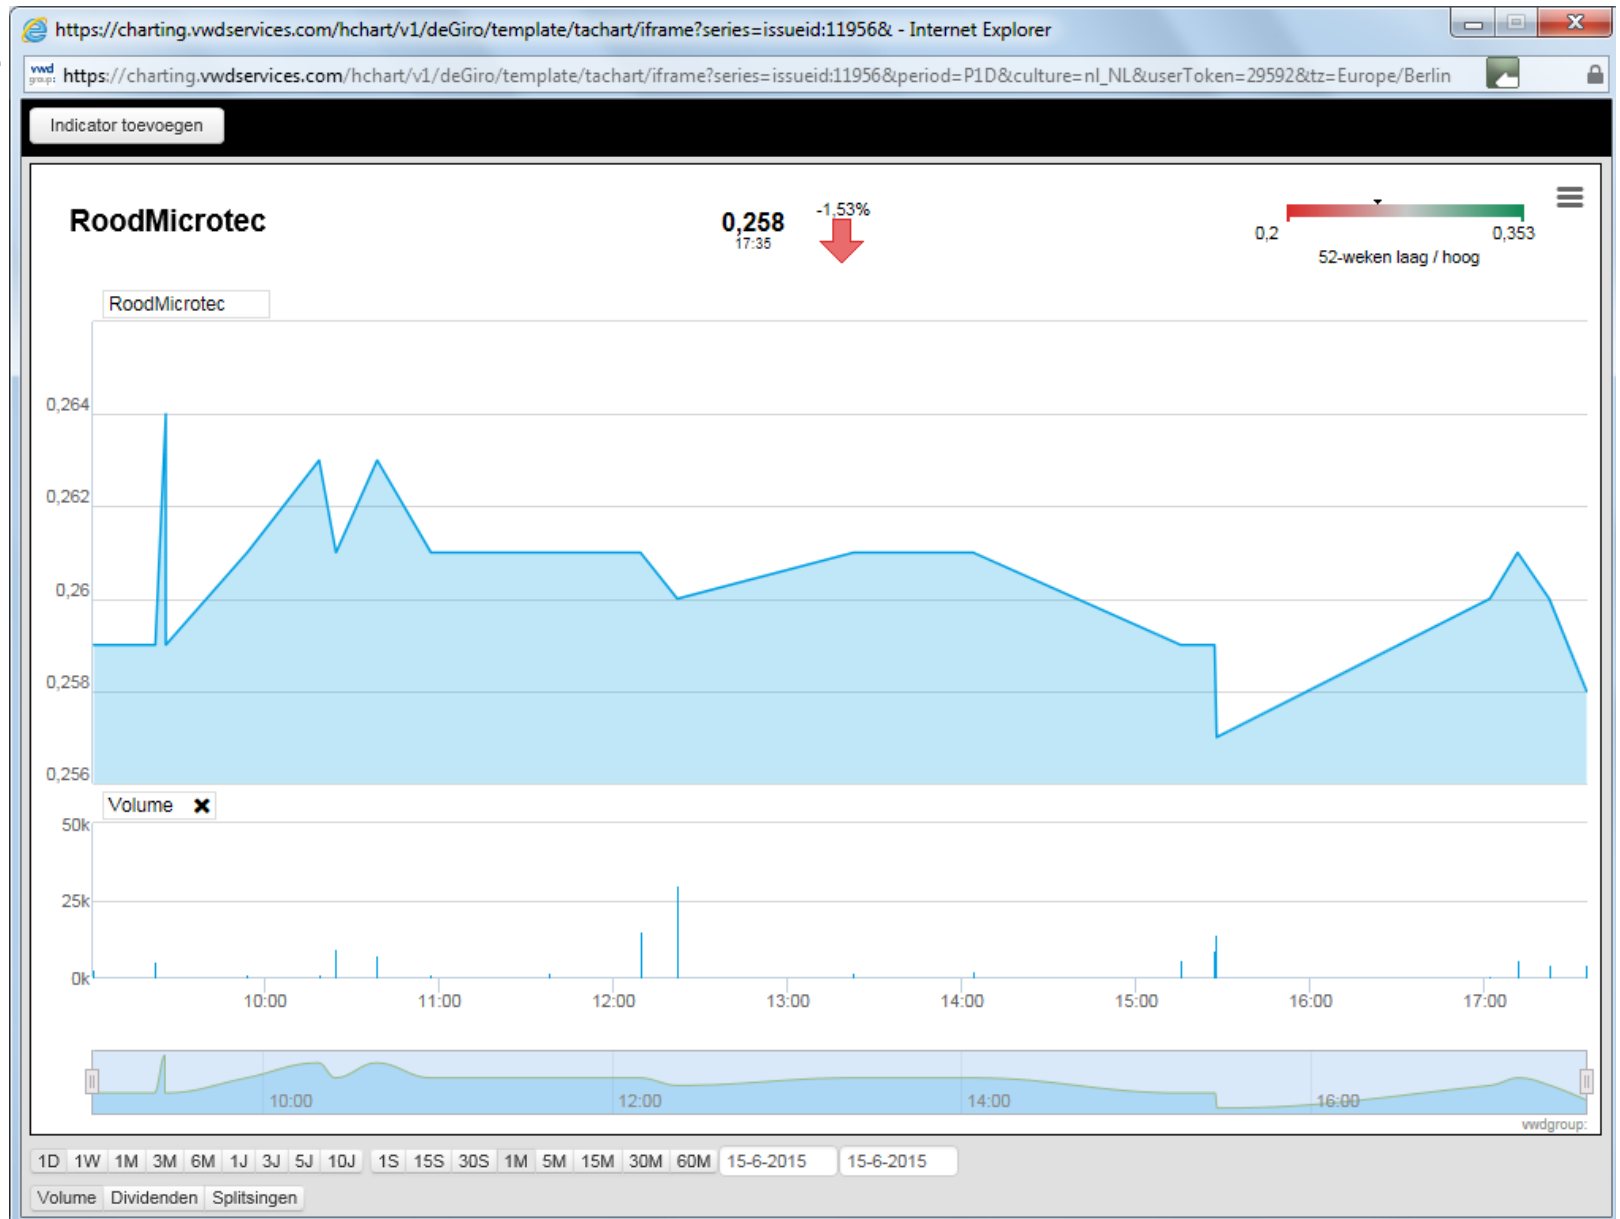 https://charting.vwdservices.com/hchart/v1/deGiro/template/tachart/iframe?series=issueid:11956& - Internet Explorer
vwd group: https://charting.vwdservices.com/hchart/v1/deGiro/template/tachart/iframe?series=issueid:11956&period=P1D&culture=nl_NL&userToken=29592&tz=Europe/Berlin
Indicator toevoegen
RoodMicrotec
0,258
17:35
-1,53%
0,2 0,353
52-weken laag / hoog
RoodMicrotec
0,264
0,262
0,26
0,258
0,256
Volume
50k
25k
0k
10:00 11:00 12:00 13:00 14:00 15:00 16:00 17:00
10:00 12:00 14:00 16:00
vwdgroup:
1D 1W 1M 3M 6M 1J 3J 5J 10J 1S 15S 30S 1M 5M 15M 30M 60M 15-6-2015 15-6-2015
Volume Dividenden Splitsingen